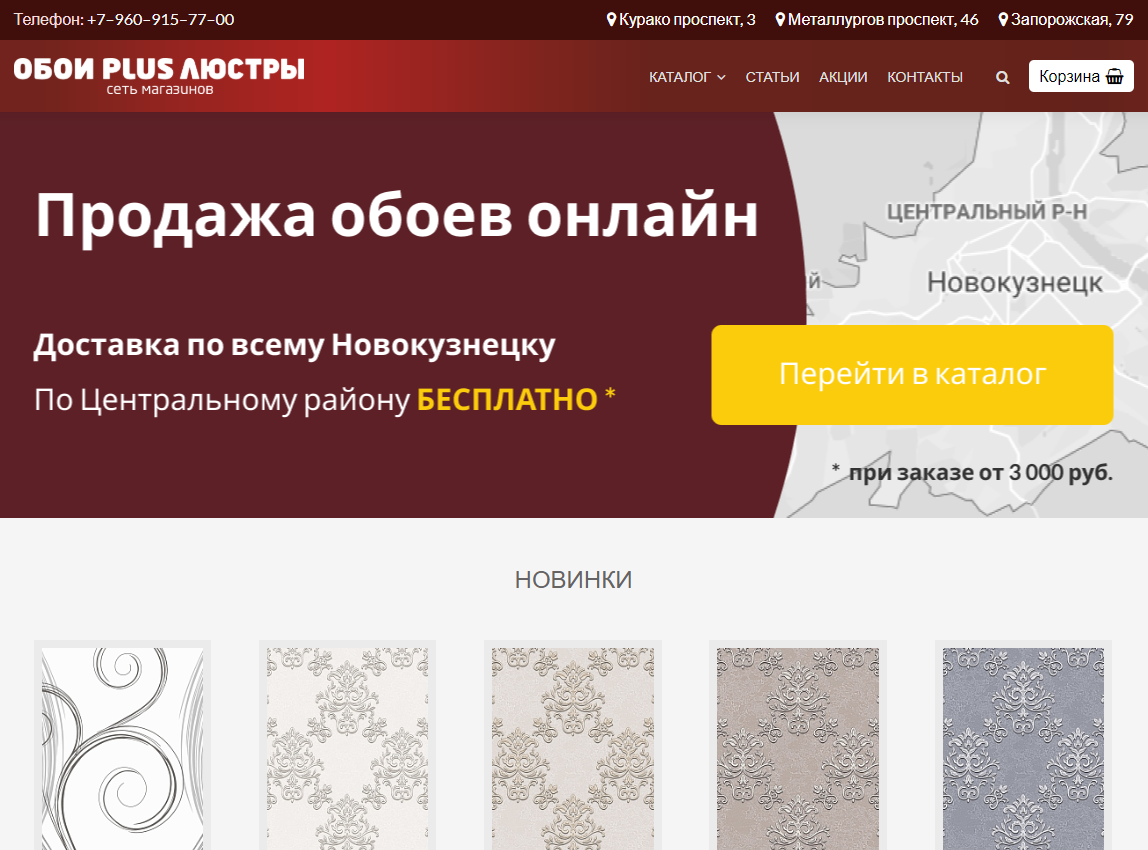 Телефон: +7-960-915-77-00
Курако проспект, 3
Металлургов проспект, 46
Запорожская, 79
ОБОИ PLUS ЛЮСТРЫ
сеть магазинов
КАТАЛОГ
СТАТЬИ
АКЦИИ
КОНТАКТЫ
Корзина
Продажа обоев онлайн
ЦЕНТРАЛЬНЫЙ Р-Н
Новокузнецк
Доставка по всему Новокузнецку
По Центральному району БЕСПЛАТНО *
Перейти в каталог
* при заказе от 3 000 руб.
НОВИНКИ